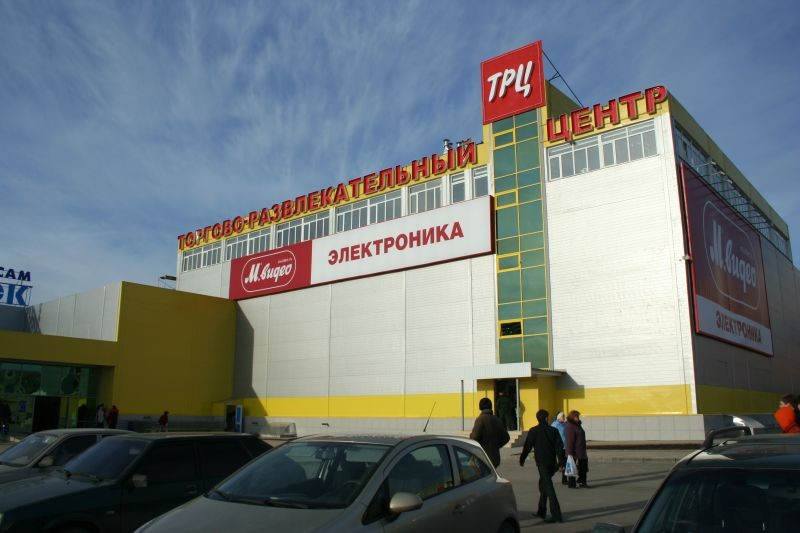 ТРЦ
ТОРГОВО-РАЗВЛЕКАТЕЛЬНЫЙ ЦЕНТР
М.видео
ЭЛЕКТРОНИКА
М.видео
ЭЛЕКТРОНИКА
САМ